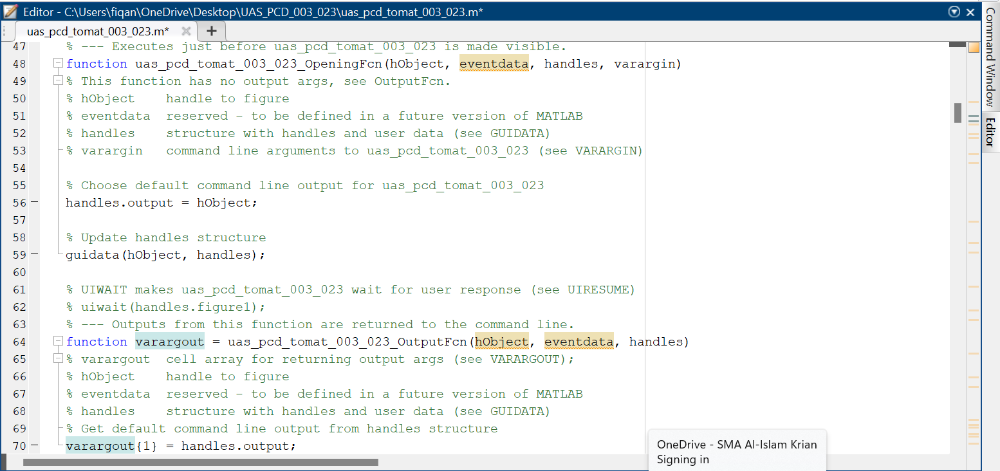 Editor - C:\Users\fiqan\OneDrive\Desktop\UAS_PCD_003_023\uas_pcd_tomat_003_023.m*
uas_pcd_tomat_003_023.m*
47 % --- Executes just before uas_pcd_tomat_003_023 is made visible.
48 function uas_pcd_tomat_003_023_OpeningFcn(hObject, eventdata, handles, varargin)
49 % This function has no output args, see OutputFcn.
50 % hObject    handle to figure
51 % eventdata  reserved - to be defined in a future version of MATLAB
52 % handles    structure with handles and user data (see GUIDATA)
53 % varargin   command line arguments to uas_pcd_tomat_003_023 (see VARARGIN)
54
55 % Choose default command line output for uas_pcd_tomat_003_023
56 handles.output = hObject;
57
58 % Update handles structure
59 guidata(hObject, handles);
60
61 % UIWAIT makes uas_pcd_tomat_003_023 wait for user response (see UIRESUME)
62 % uiwait(handles.figure1);
63 % --- Outputs from this function are returned to the command line.
64 function varargout = uas_pcd_tomat_003_023_OutputFcn(hObject, eventdata, handles)
65 % varargout  cell array for returning output args (see VARARGOUT);
66 % hObject    handle to figure
67 % eventdata  reserved - to be defined in a future version of MATLAB
68 % handles    structure with handles and user data (see GUIDATA)
69 % Get default command line output from handles structure
70 varargout{1} = handles.output;
OneDrive - SMA Al-Islam Krian
Signing in
Command Window
Editor